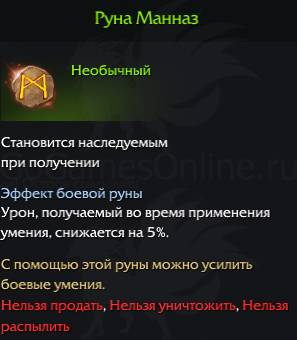 Руна Манназ
Необычный
Становится наследуемым
при получении
Эффект боевой руны
Урон, получаемый во время применения
умения, снижается на 5%.
С помощью этой руны можно усилить
боевые умения.
Нельзя продать, Нельзя уничтожить, Нельзя
распылить